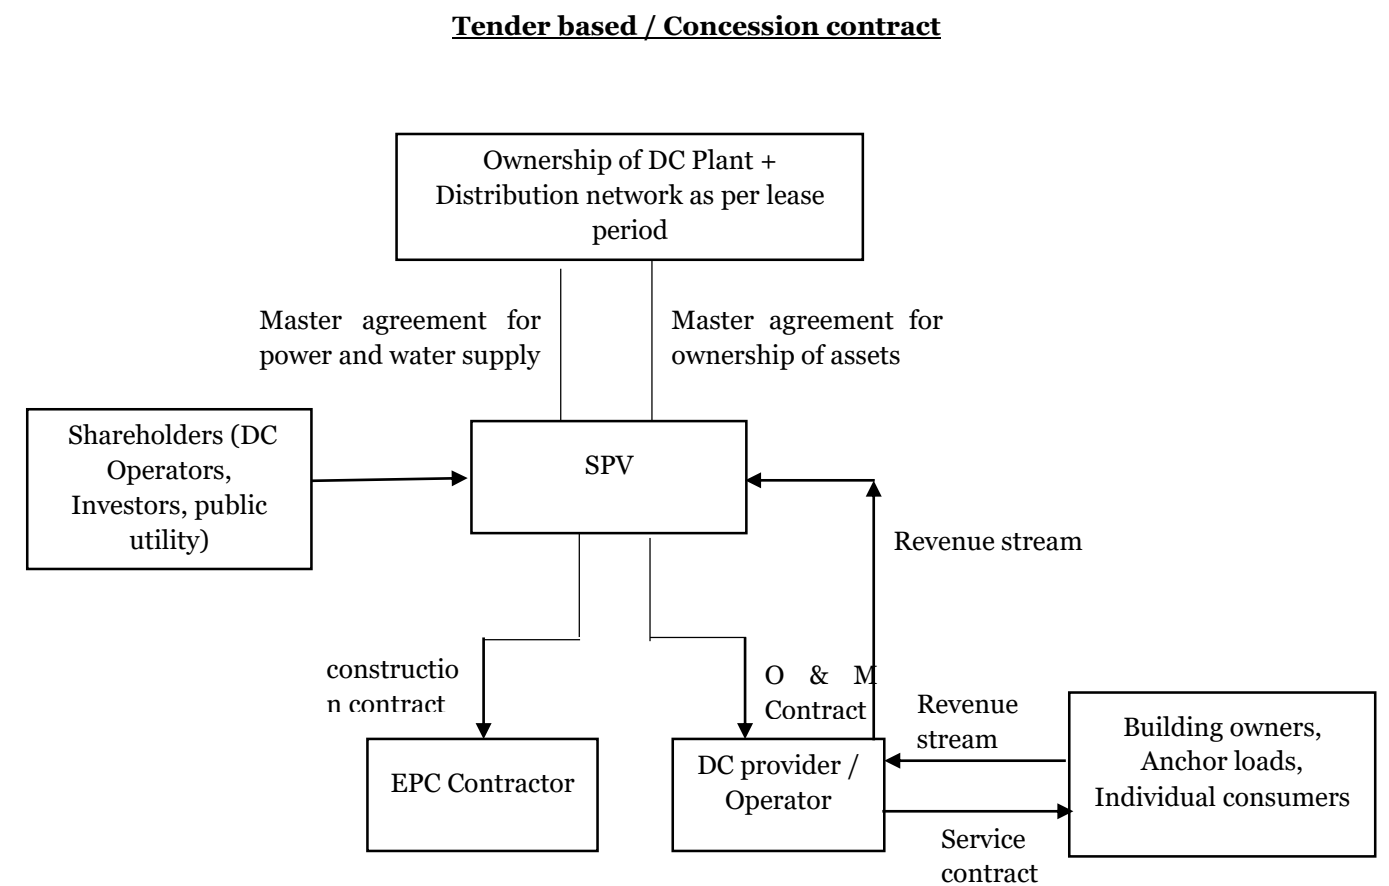 Tender based / Concession contract
Ownership of DC Plant +
Distribution network as per lease
period
Master agreement for
power and water supply
Master agreement for
ownership of assets
Shareholders (DC
Operators,
Investors, public
utility)
SPV
Revenue stream
constructio
n contract
O & M
Contract
Revenue
stream
EPC Contractor
DC provider /
Operator
Building owners,
Anchor loads,
Individual consumers
Service
contract